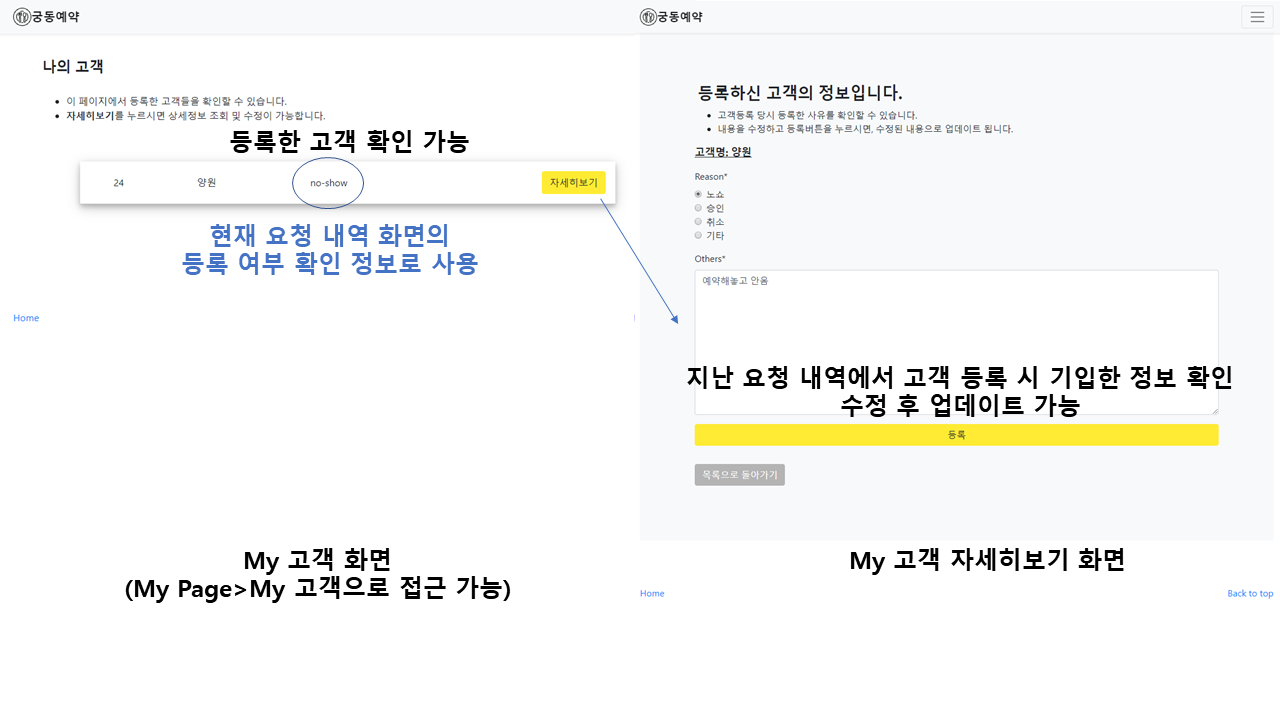 궁동예약
나의 고객
이 페이지에서 등록한 고객들을 확인할 수 있습니다.
자세히보기를 누르시면 상세정보 조회 및 수정이 가능합니다.
등록한 고객 확인 가능
24 양원 no-show 자세히보기
현재 요청 내역 화면의
등록 여부 확인 정보로 사용
Home
My 고객 화면
(My Page>My 고객으로 접근 가능)
궁동예약
등록하신 고객의 정보입니다.
고객등록 당시 등록한 사유를 확인할 수 있습니다.
내용을 수정하고 등록버튼을 누르시면, 수정된 내용으로 업데이트 됩니다.
고객명: 양원
Reason*
노쇼
승인
취소
기타
Others*
예약해놓고 안옴
지난 요청 내역에서 고객 등록 시 기입한 정보 확인
수정 후 업데이트 가능
등록
목록으로 돌아가기
My 고객 자세히보기 화면
Home Back to top